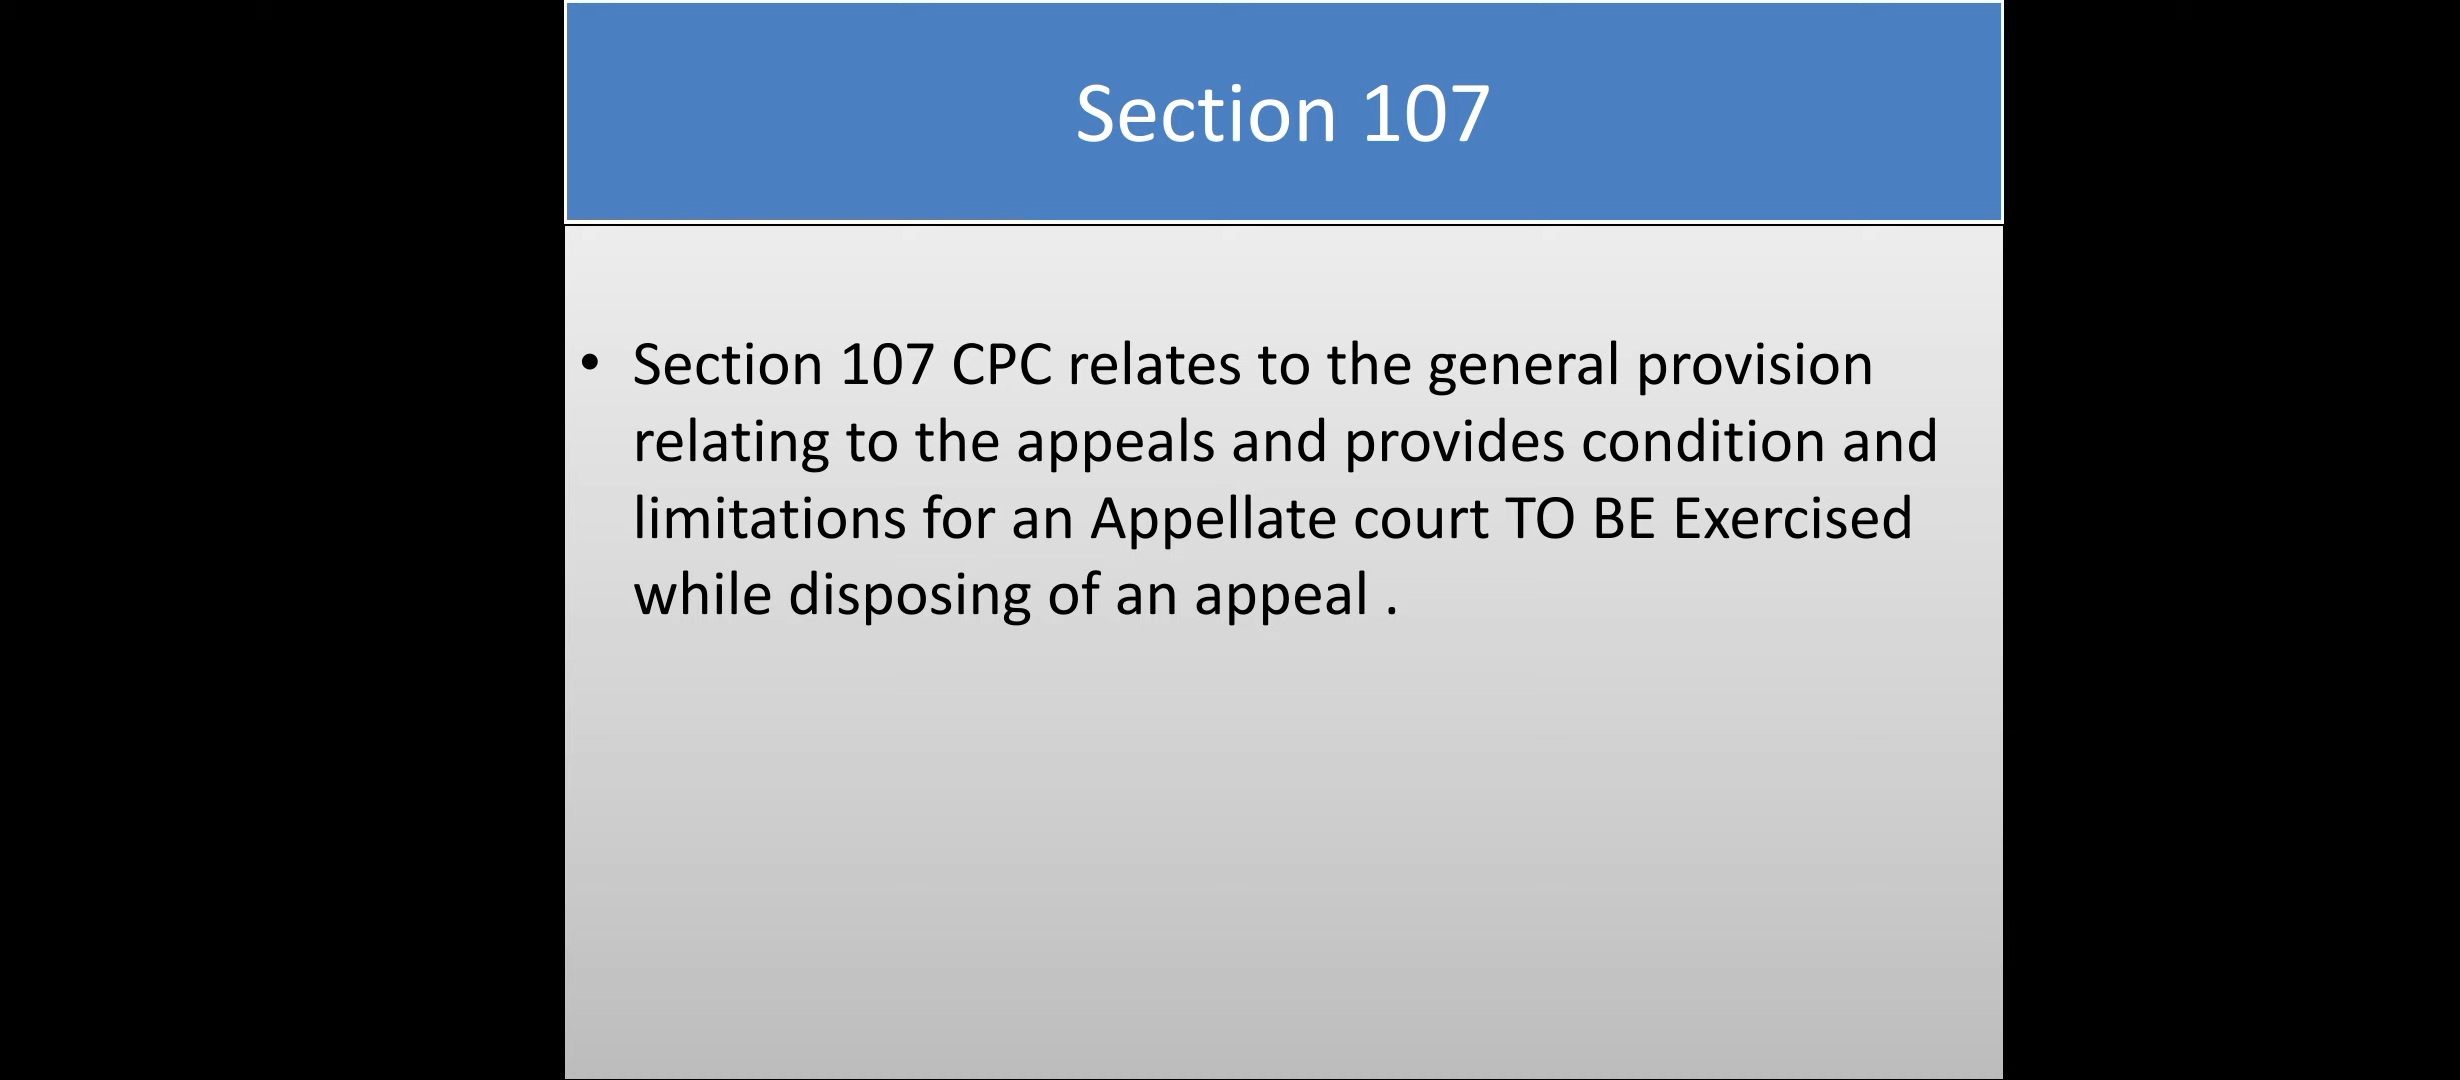 Section 107
• Section 107 CPC relates to the general provision
relating to the appeals and provides condition and
limitations for an Appellate court TO BE Exercised
while disposing of an appeal .